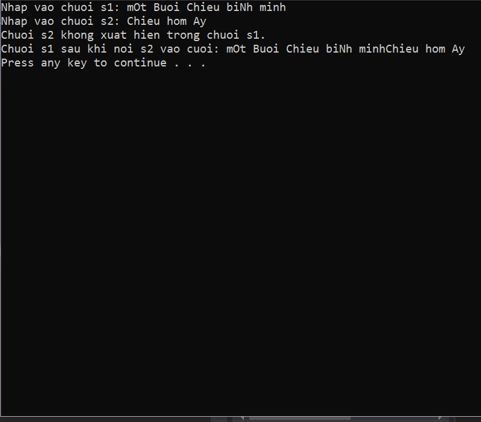 Nhap vao chuoi s1: mOt Buoi Chieu biNh minh
Nhap vao chuoi s2: Chieu hom Ay
Chuoi s2 khong xuat hien trong chuoi s1.
Chuoi s1 sau khi noi s2 vao cuoi: mOt Buoi Chieu biNh minhChieu hom Ay
Press any key to continue . . .